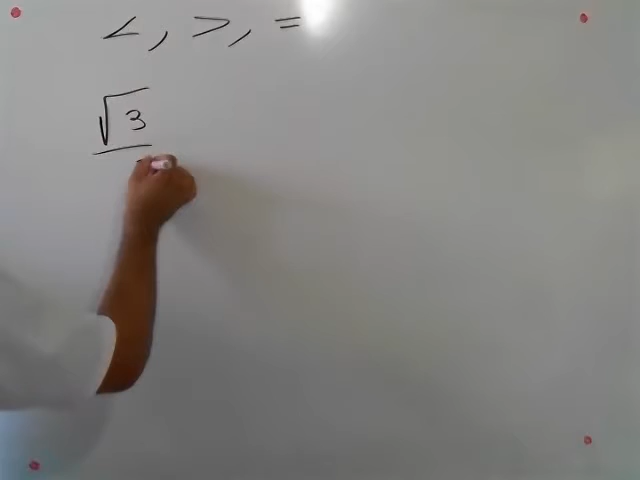 <, >, =
√3